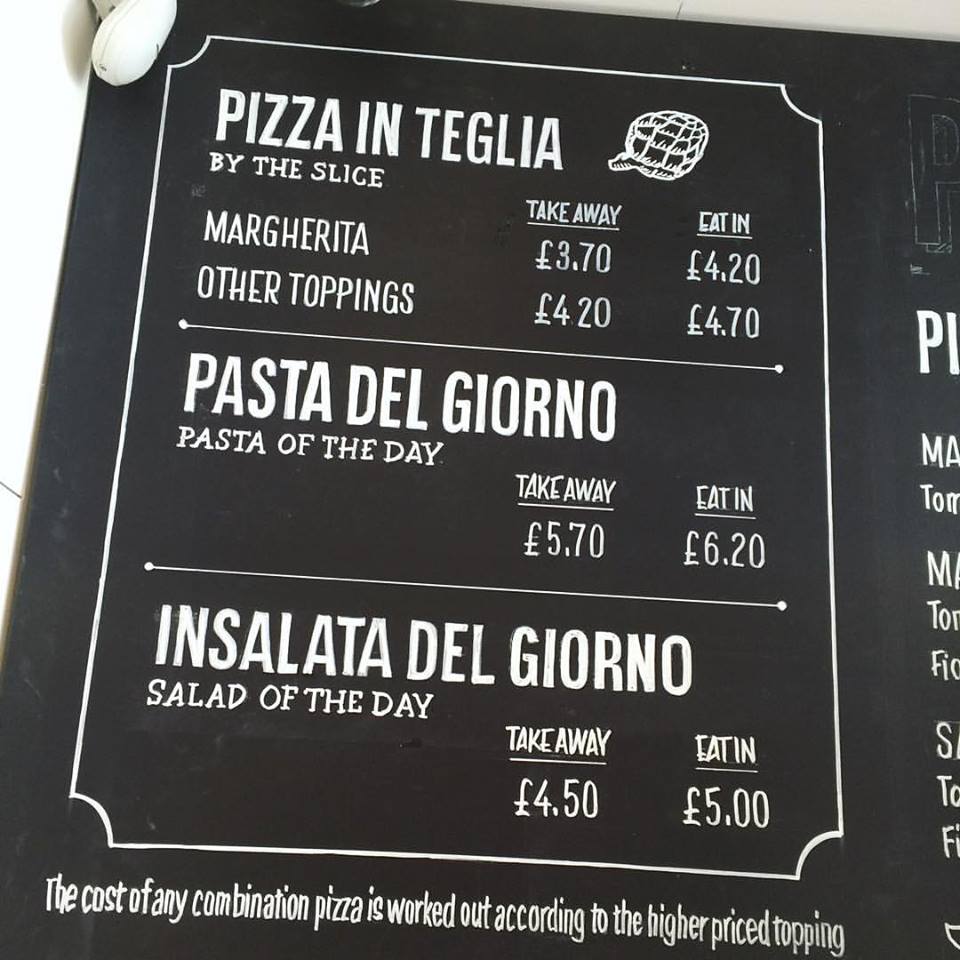 PIZZA IN TEGLIA
BY THE SLICE
TAKE AWAY EAT IN
MARGHERITA £3.70 £4.20
OTHER TOPPINGS £4.20 £4.70
PASTA DEL GIORNO
PASTA OF THE DAY
TAKE AWAY EAT IN
£5.70 £6.20
INSALATA DEL GIORNO
SALAD OF THE DAY
TAKE AWAY EAT IN
£4.50 £5.00
The cost of any combination pizza is worked out according to the higher priced topping